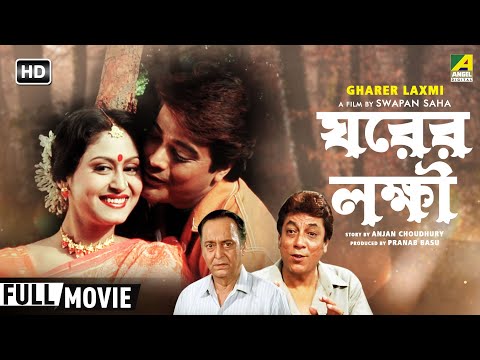 HD
ANGEL
DIGITAL
GHARER LAXMI
A FILM BY SWAPAN SAHA
ঘরের
লক্ষ্মী
STORY BY ANJAN CHOUDHURY
PRODUCED BY PRANAB BASU
FULL MOVIE